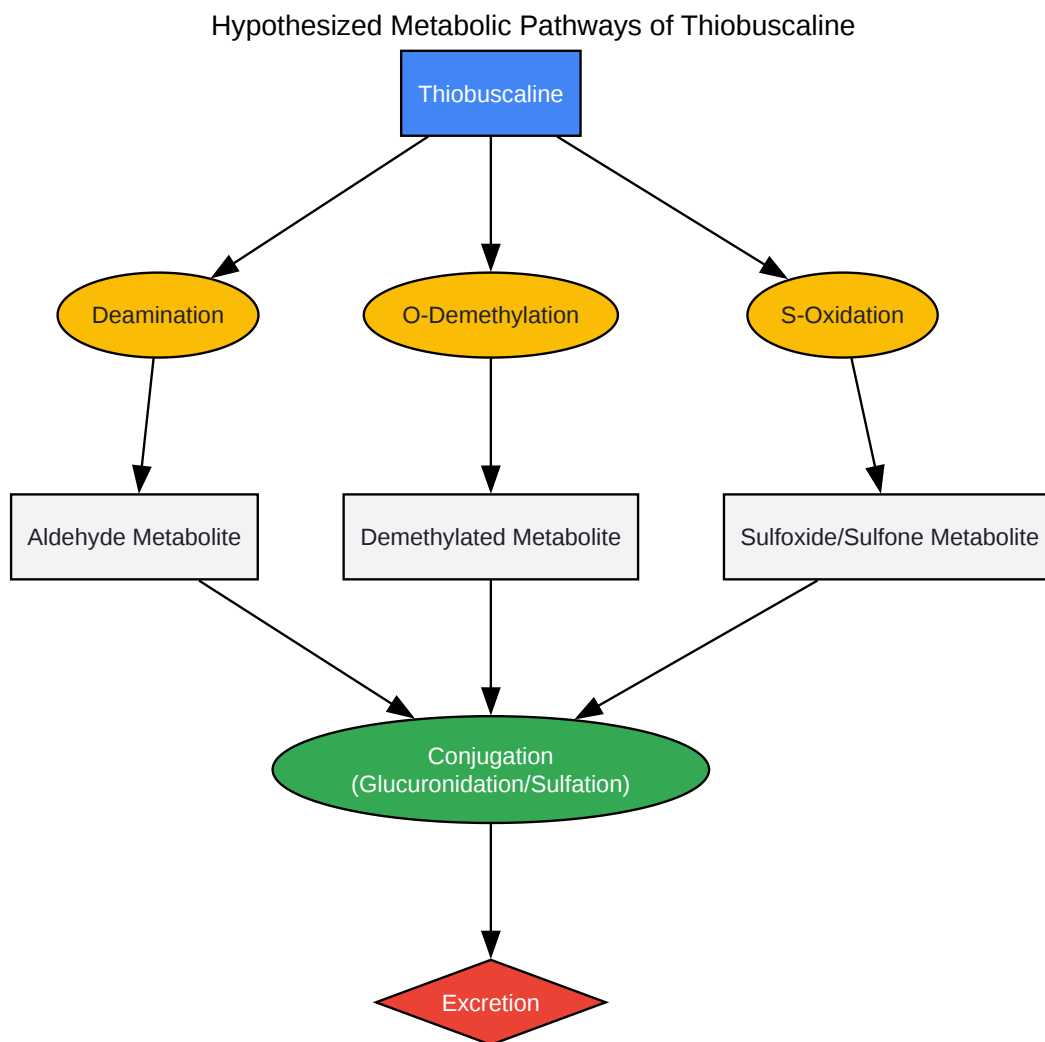 Hypothesized Metabolic Pathways of Thiobuscaline
Thiobuscaline
Deamination
O-Demethylation
S-Oxidation
Aldehyde Metabolite
Demethylated Metabolite
Sulfoxide/Sulfone Metabolite
Conjugation
(Glucuronidation/Sulfation)
Excretion